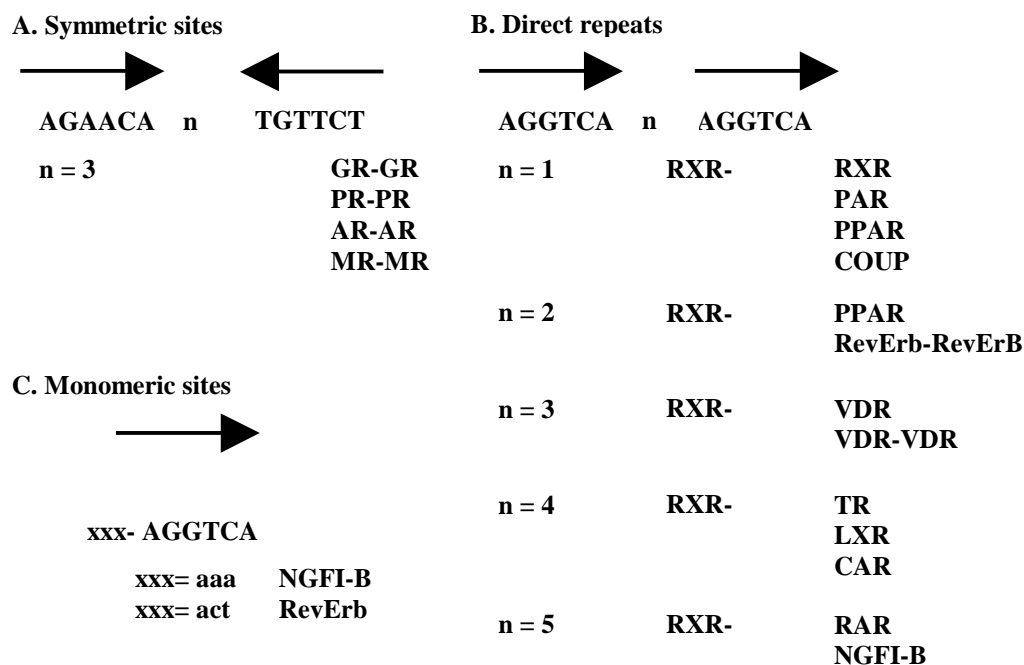 A. Symmetric sites
AGAACA n TGTTCT
n = 3 GR-GR
PR-PR
AR-AR
MR-MR
B. Direct repeats
AGGTCA n AGGTCA
n = 1 RXR- RXR
PAR
PPAR
COUP
n = 2 RXR- PPAR
RevErb-RevErB
n = 3 RXR- VDR
VDR-VDR
n = 4 RXR- TR
LXR
CAR
n = 5 RXR- RAR
NGFI-B
C. Monomeric sites
xxx- AGGTCA
xxx= aaa NGFI-B
xxx= act RevErb